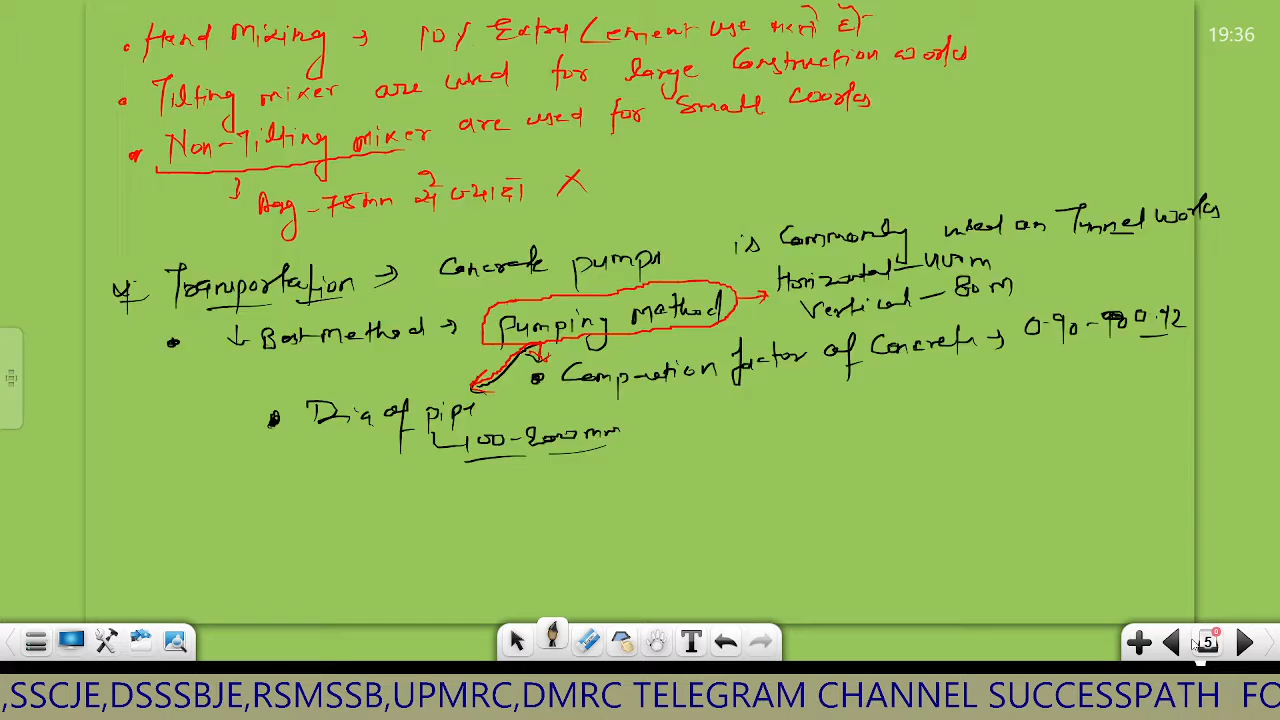 19:36
• Hand Mixing → 10% Extra Cement use करते है
• Tilting mixer are used for large Construction works
• Non-Tilting mixer are used for Small works
Agg - 75mm से ज्यादा X
* Transportation → Concrete pumps is Commonly used on Tunnel works
• ↓ Best Method → Pumping Method → Horizontal - 400m
Vertical - 80 m
• Compaction factor of Concrete → 0.90 - 0.92
• Dia of pipe
100-200 mm
,SSCJE,DSSSBJE,RSMSSB,UPMRC,DMRC TELEGRAM CHANNEL SUCCESSPATH FO